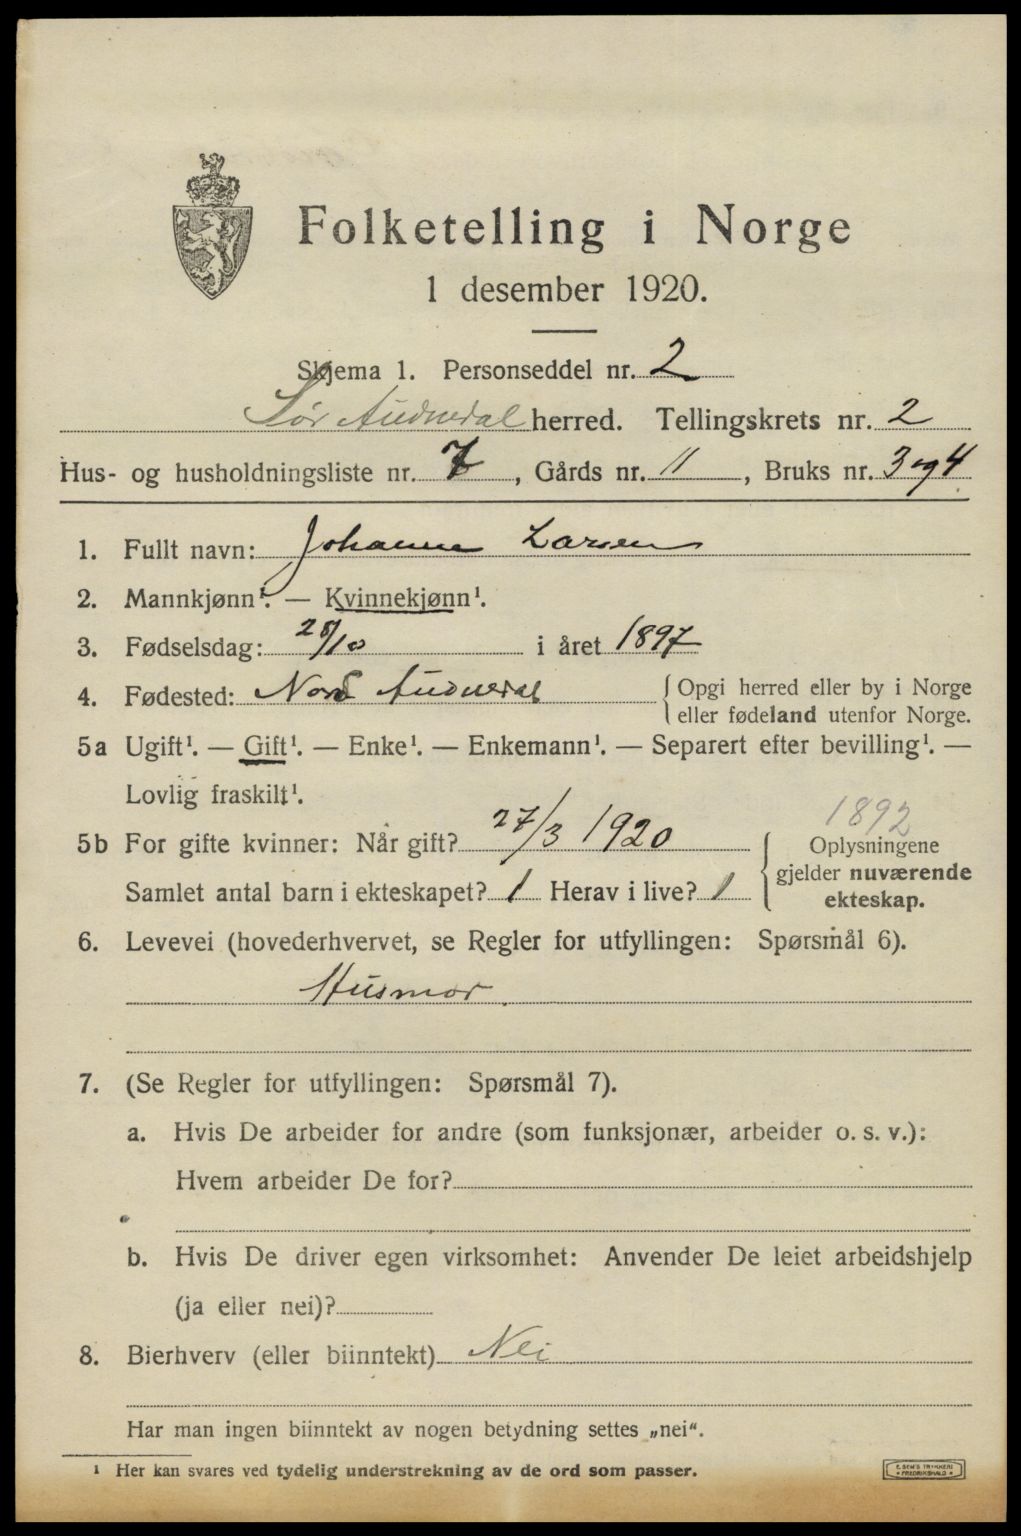 Folketelling i Norge
1 desember 1920.
Skjema 1. Personseddel nr. 2
Sør Audnedal herred. Tellingskrets nr. 2
Hus- og husholdningsliste nr. 7, Gårds nr. 11, Bruks nr. 3 og 4
1. Fullt navn: Johanne Larsen
2. Mannkjønn¹. — Kvinnekjønn¹.
3. Fødselsdag: 28/10 i året 1897
4. Fødested: Nord Audnedal { Opgi herred eller by i Norge
eller fødeland utenfor Norge.
5a Ugift¹. — Gift¹. — Enke¹. — Enkemann¹. — Separert efter bevilling¹. —
Lovlig fraskilt¹.
1892
5b For gifte kvinner: Når gift? 27/3 1920 { Oplysningene
gjelder nuværende
ekteskap.
Samlet antal barn i ekteskapet? 1 Herav i live? 1
6. Levevei (hovederhvervet, se Regler for utfyllingen: Spørsmål 6).
Husmor.
7. (Se Regler for utfyllingen: Spørsmål 7).
a. Hvis De arbeider for andre (som funksjonær, arbeider o. s. v.):
Hvem arbeider De for?
b. Hvis De driver egen virksomhet: Anvender De leiet arbeidshjelp
(ja eller nei)?
8. Bierhverv (eller biinntekt) Nei
Har man ingen biinntekt av nogen betydning settes „nei“.
¹ Her kan svares ved tydelig understrekning av de ord som passer.
E. SEM'S TRYKKERI
• FREDRIKSHALD •